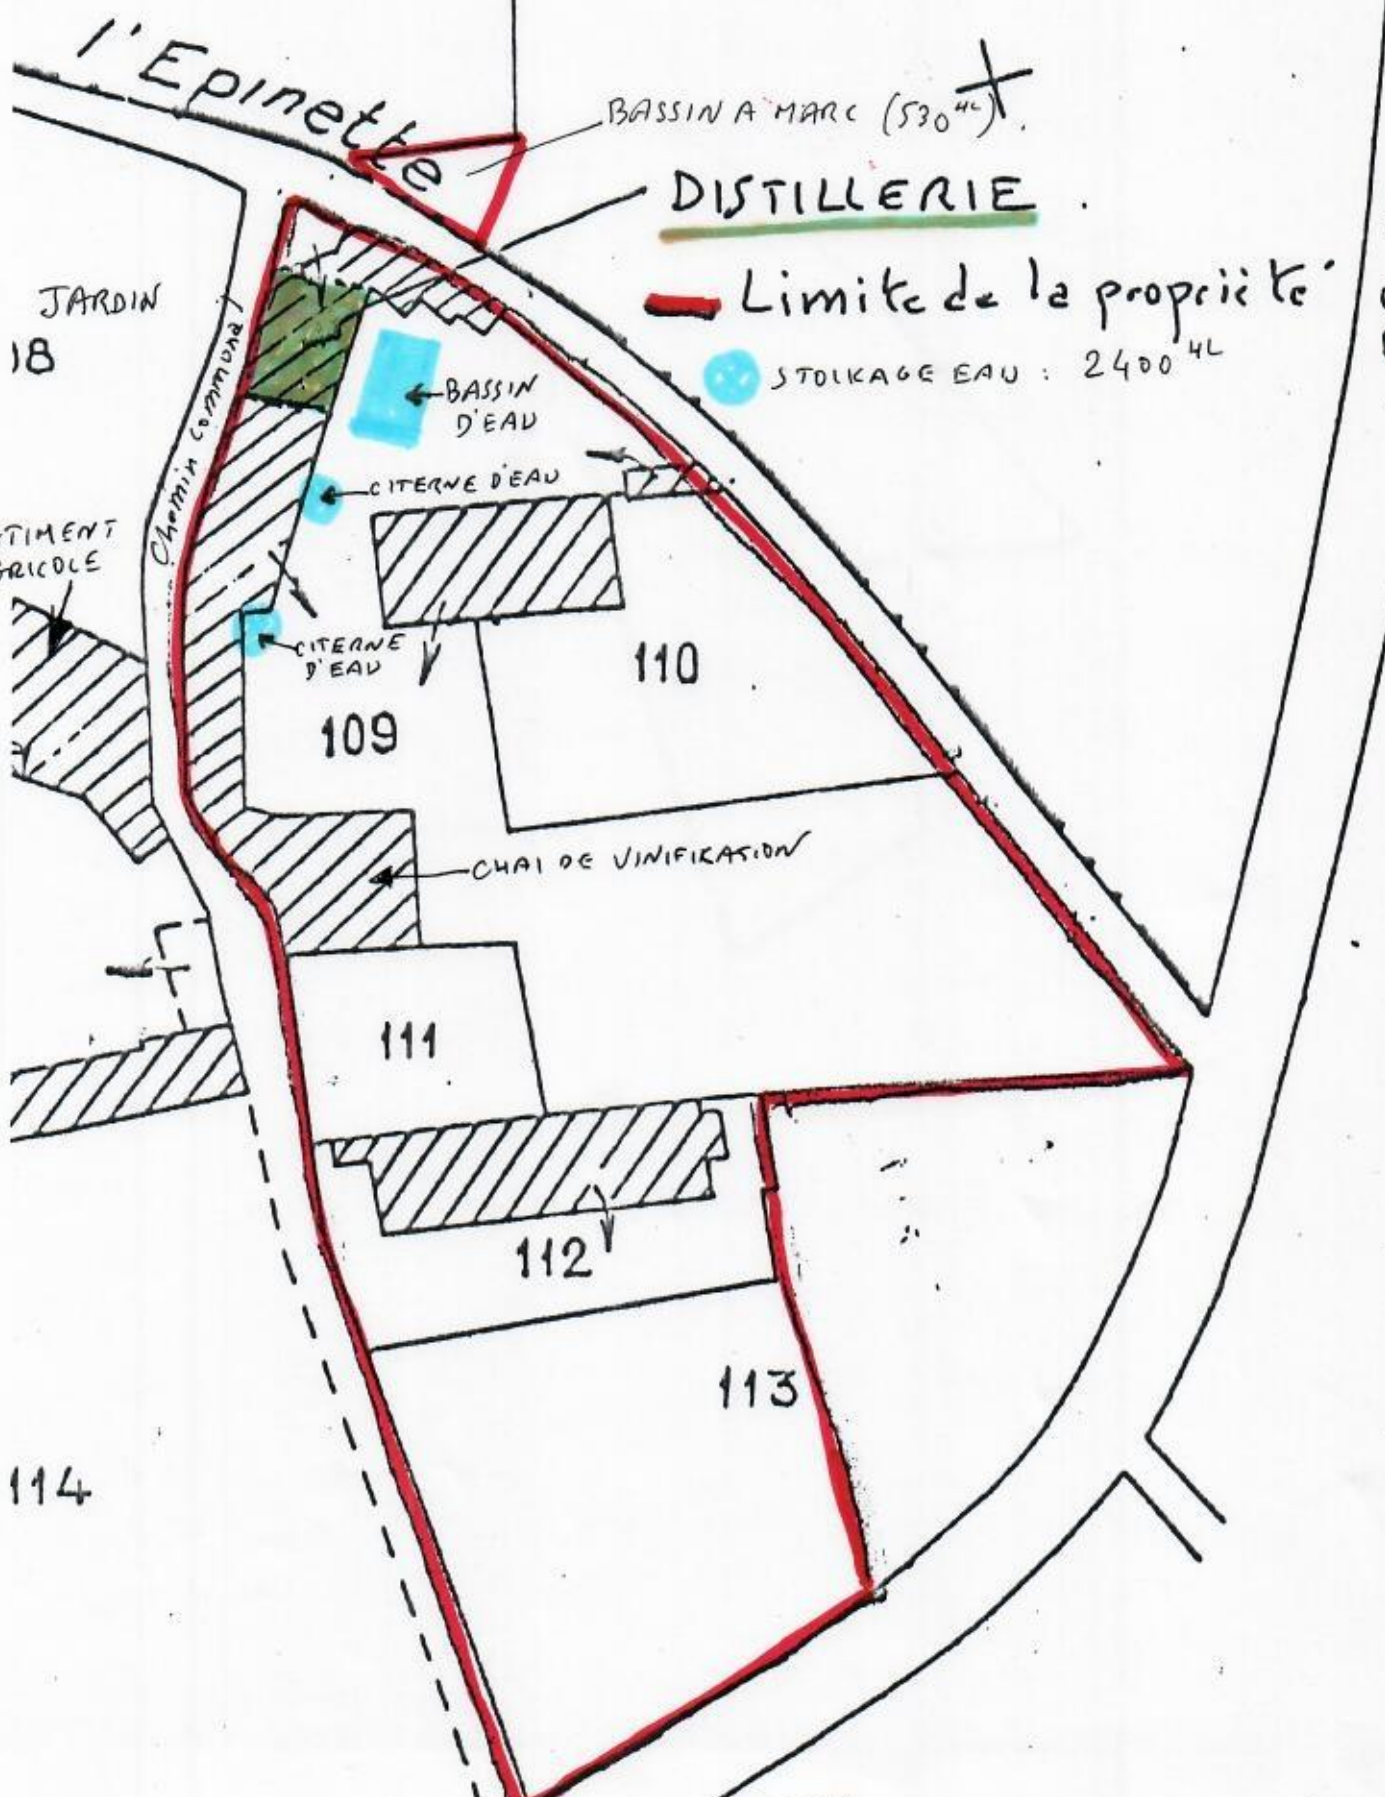 l'Epinette
BASSIN A MARC (530 HL).
DISTILLERIE.
Limite de la propriété
STOCKAGE EAU : 2400 HL
JARDIN
18
Chemin communal
BASSIN
D'EAU
CITERNE D'EAU
TIMENT
GRICOLE
CITERNE
D'EAU
110
109
CHAI DE VINIFICATION
111
112
113
114